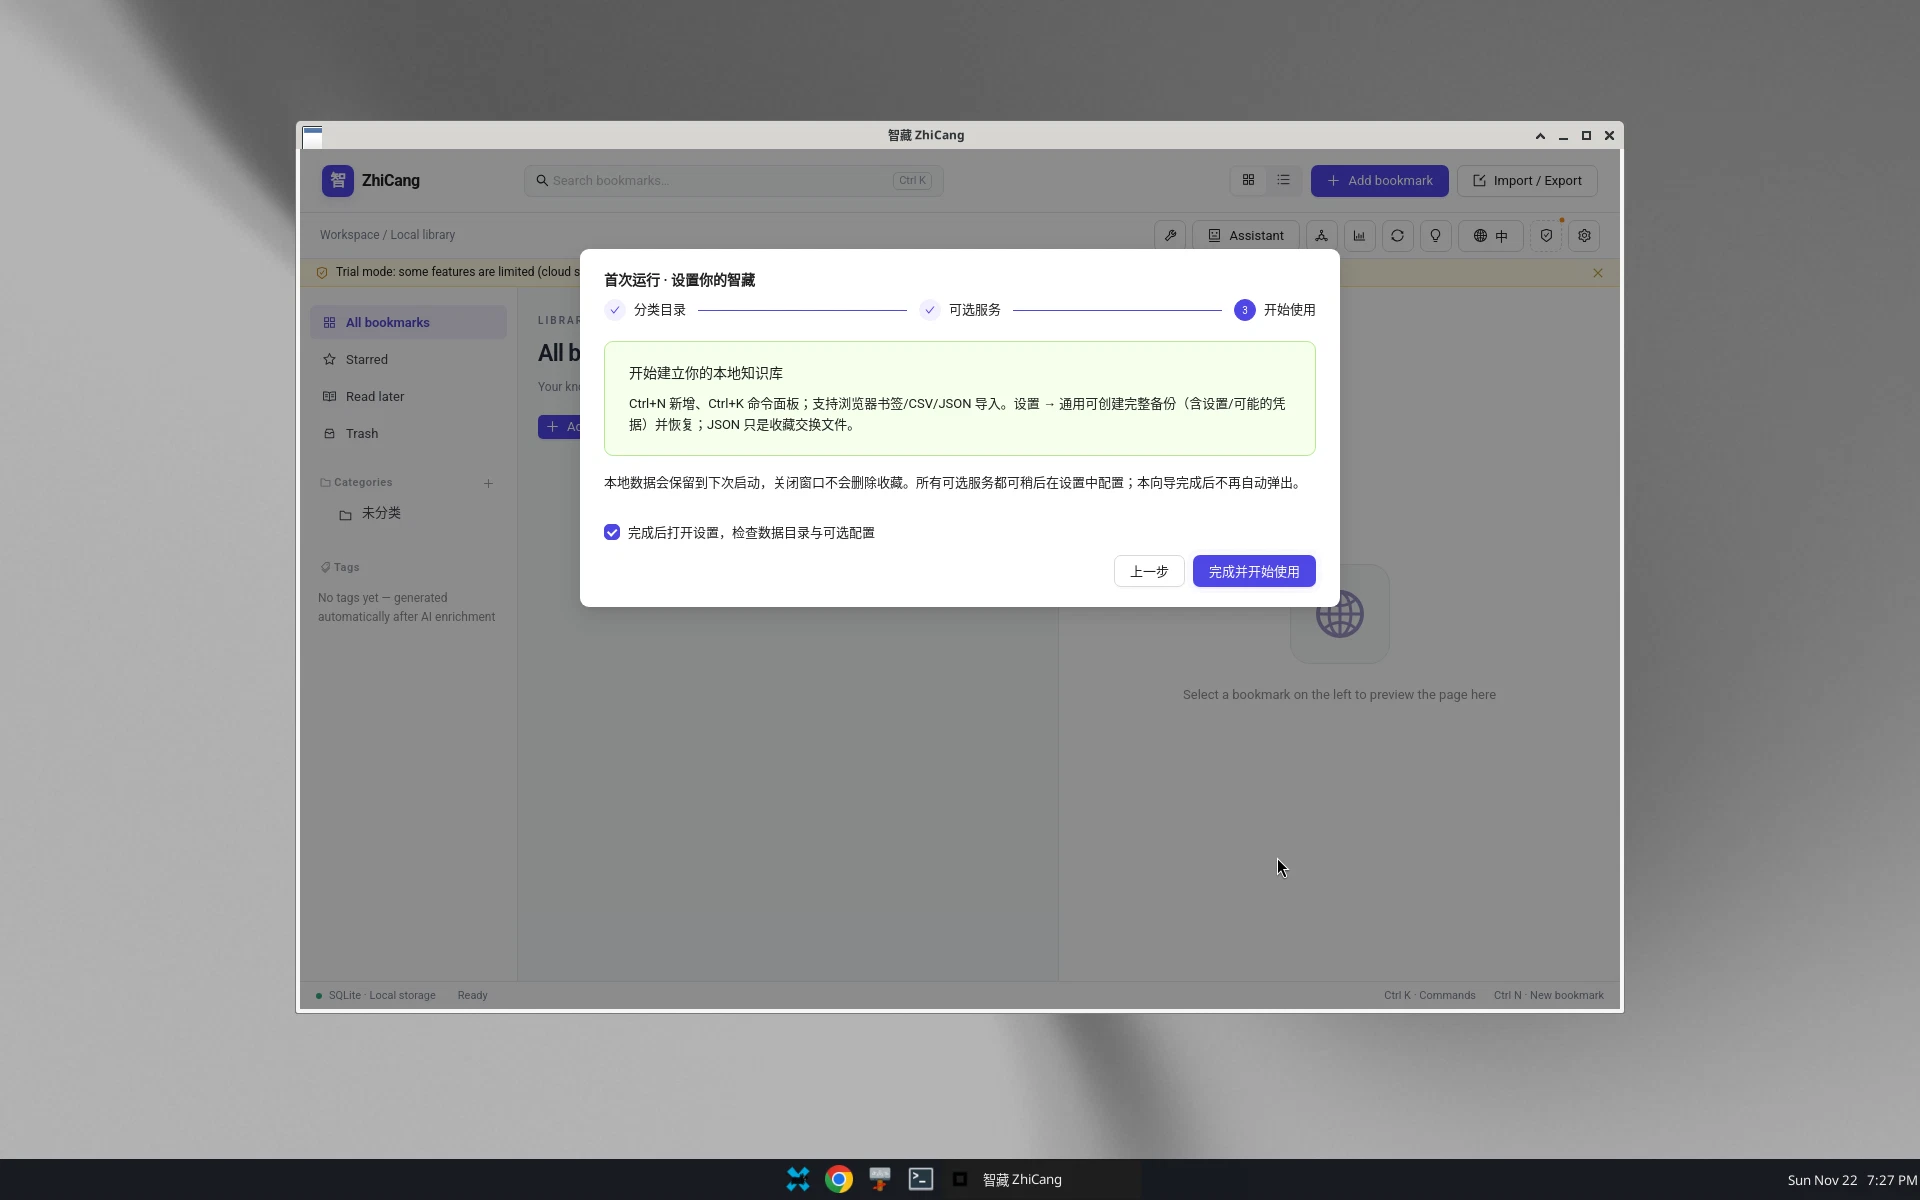 智藏 ZhiCang
智 ZhiCang
Search bookmarks...
Ctrl K
Add bookmark
Import / Export
Workspace / Local library
Assistant
中
Trial mode: some features are limited (cloud s
All bookmarks
Starred
Read later
Trash
Categories
未分类
Tags
No tags yet — generated
automatically after AI enrichment
LIBRAR
All b
Your kno
首次运行 · 设置你的智藏
分类目录
可选服务
3 开始使用
开始建立你的本地知识库
Ctrl+N 新增、Ctrl+K 命令面板；支持浏览器书签/CSV/JSON 导入。设置 → 通用可创建完整备份（含设置/可能的凭
据）并恢复；JSON 只是收藏交换文件。
本地数据会保留到下次启动，关闭窗口不会删除收藏。所有可选服务都可稍后在设置中配置；本向导完成后不再自动弹出。
完成后打开设置，检查数据目录与可选配置
上一步
完成并开始使用
Select a bookmark on the left to preview the page here
SQLite · Local storage
Ready
Ctrl K · Commands
Ctrl N · New bookmark
智藏 ZhiCang
Sun Nov 22 7:27 PM